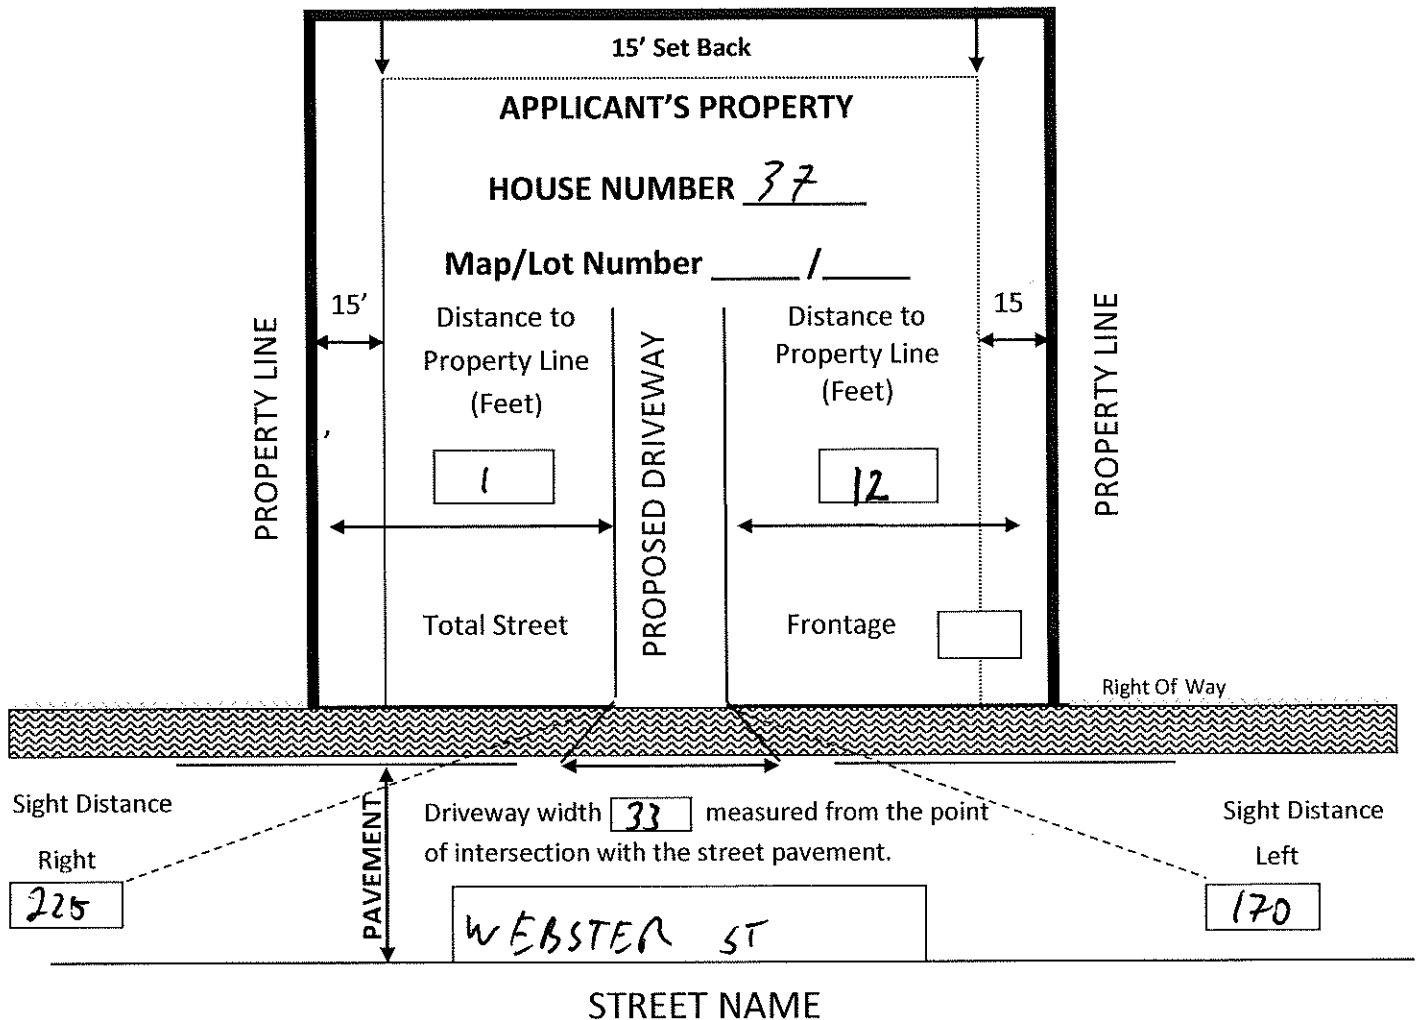 15' Set Back
APPLICANT'S PROPERTY
HOUSE NUMBER 37
Map/Lot Number ____ / ____
15'
Distance to
Property Line
(Feet)
1
Distance to
Property Line
(Feet)
12
15
PROPERTY LINE
'
PROPOSED DRIVEWAY
PROPERTY LINE
Total Street
Frontage
Right Of Way
Sight Distance
Right
225
PAVEMENT
Driveway width 33 measured from the point
of intersection with the street pavement.
Sight Distance
Left
170
WEBSTER ST
STREET NAME